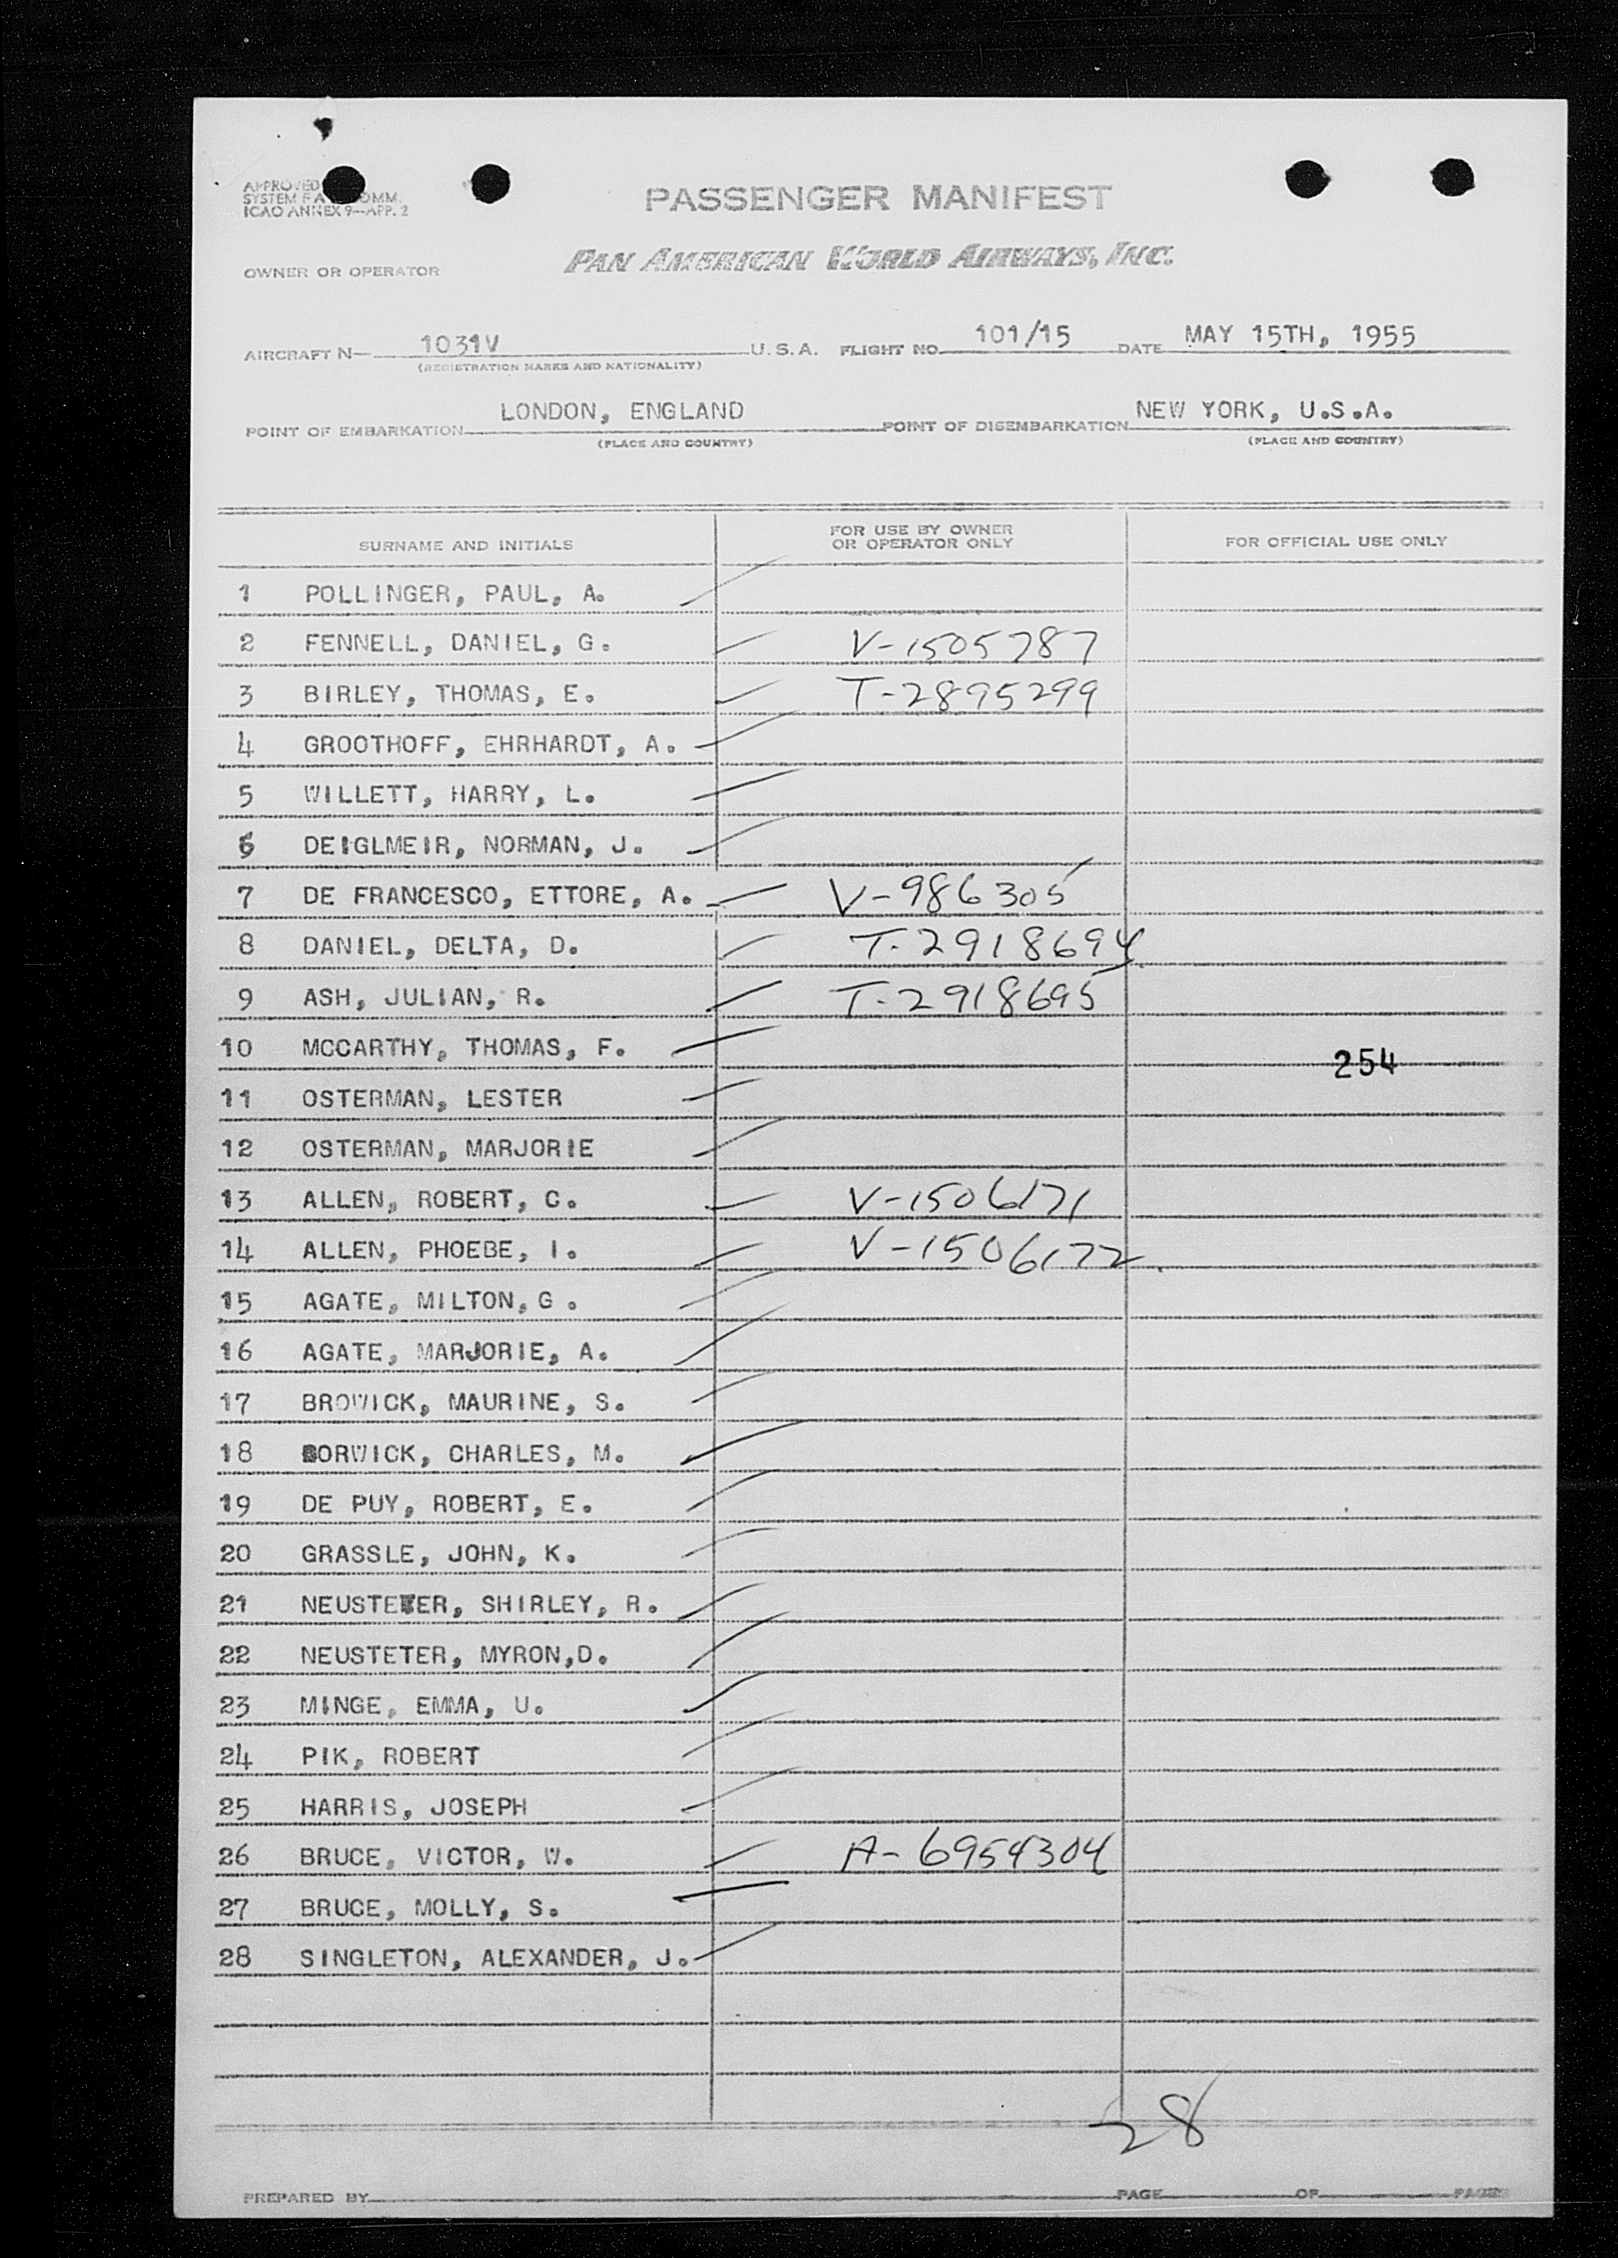 PASSENGER MANIFEST
APPROVED
SYSTEM F A COMM.
ICAO ANNEX 9—APP. 2
OWNER OR OPERATOR PAN AMERICAN WORLD AIRWAYS, INC.
AIRCRAFT N— 1031V U.S.A. FLIGHT NO. 101/15 DATE MAY 15TH, 1955
(REGISTRATION MARKS AND NATIONALITY)
POINT OF EMBARKATION LONDON, ENGLAND POINT OF DISEMBARKATION NEW YORK, U.S.A.
(PLACE AND COUNTRY) (PLACE AND COUNTRY)
SURNAME AND INITIALS FOR USE BY OWNER OR OPERATOR ONLY FOR OFFICIAL USE ONLY
1 POLLINGER, PAUL, A.
2 FENNELL, DANIEL, G. V-1505787
3 BIRLEY, THOMAS, E. T-2895299
4 GROOTHOFF, EHRHARDT, A.
5 WILLETT, HARRY, L.
6 DEIGLMEIR, NORMAN, J.
7 DE FRANCESCO, ETTORE, A. V-986305
8 DANIEL, DELTA, D. T-2918694
9 ASH, JULIAN, R. T-2918695
10 MCCARTHY, THOMAS, F. 254
11 OSTERMAN, LESTER
12 OSTERMAN, MARJORIE
13 ALLEN, ROBERT, C. V-1506171
14 ALLEN, PHOEBE, I. V-1506172
15 AGATE, MILTON,G.
16 AGATE, MARJORIE, A.
17 BROWICK, MAURINE, S.
18 BORWICK, CHARLES, M.
19 DE PUY, ROBERT, E.
20 GRASSLE, JOHN, K.
21 NEUSTETER, SHIRLEY, R.
22 NEUSTETER, MYRON,D.
23 MINGE, EMMA, U.
24 PIK, ROBERT
25 HARRIS, JOSEPH
26 BRUCE, VICTOR, W. A-6954304
27 BRUCE, MOLLY, S.
28 SINGLETON, ALEXANDER, J.
28
PREPARED BY PAGE OF PAGES